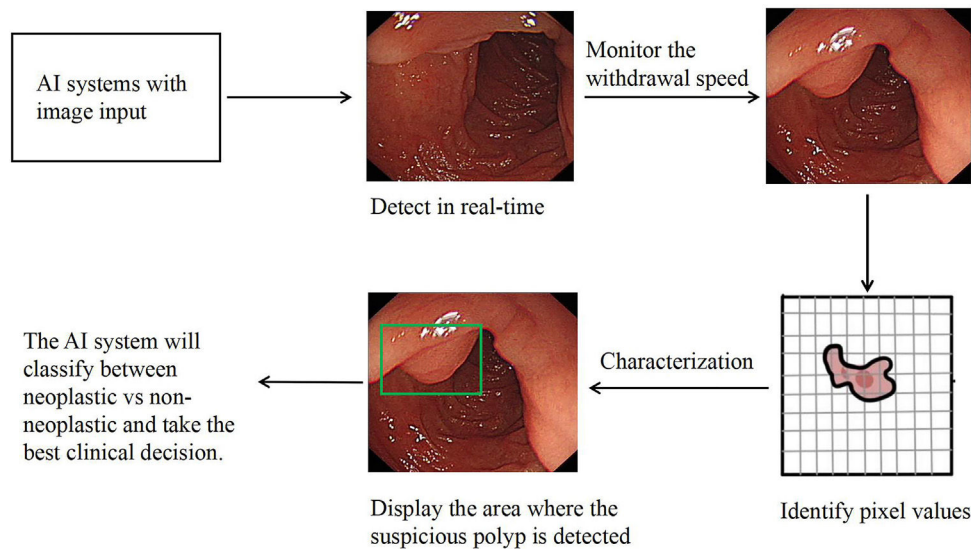 AI systems with
image input
Detect in real-time
Monitor the
withdrawal speed
Identify pixel values
Characterization
Display the area where the
suspicious polyp is detected
The AI system will
classify between
neoplastic vs non-
neoplastic and take the
best clinical decision.